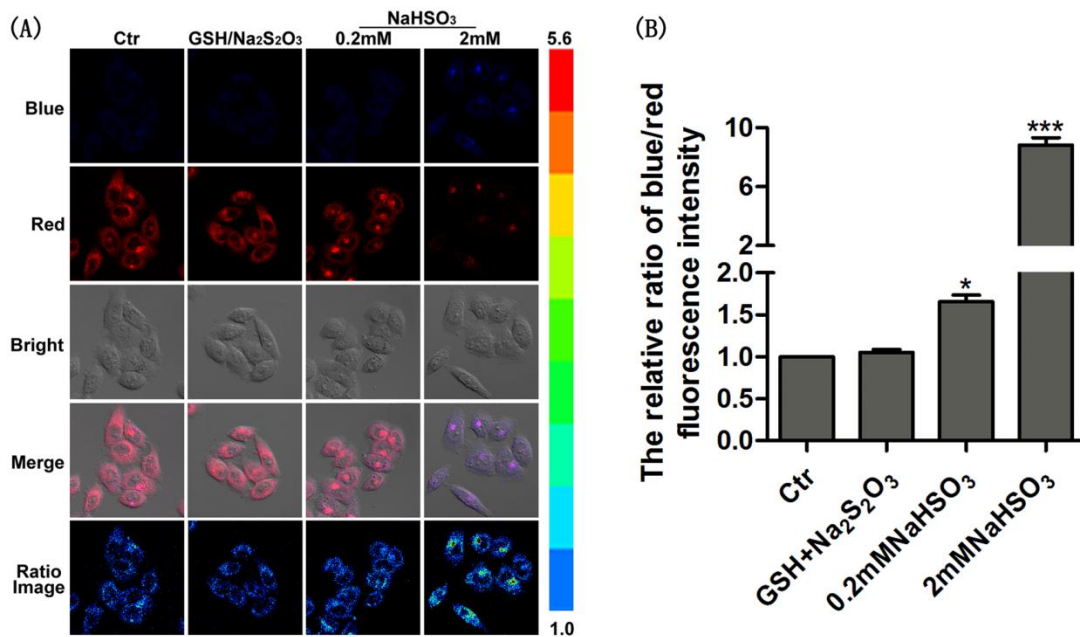 (A)
NaHSO₃
Ctr GSH/Na₂S₂O₃ 0.2mM 2mM 5.6
Blue
Red
Bright
Merge
Ratio
Image
1.0
(B)
The relative ratio of blue/red
fluorescence intensity
10
8
6
4
2
2.0
1.5
1.0
0.5
0.0
*
***
Ctr
GSH+Na₂S₂O₃
0.2mMNaHSO₃
2mMNaHSO₃